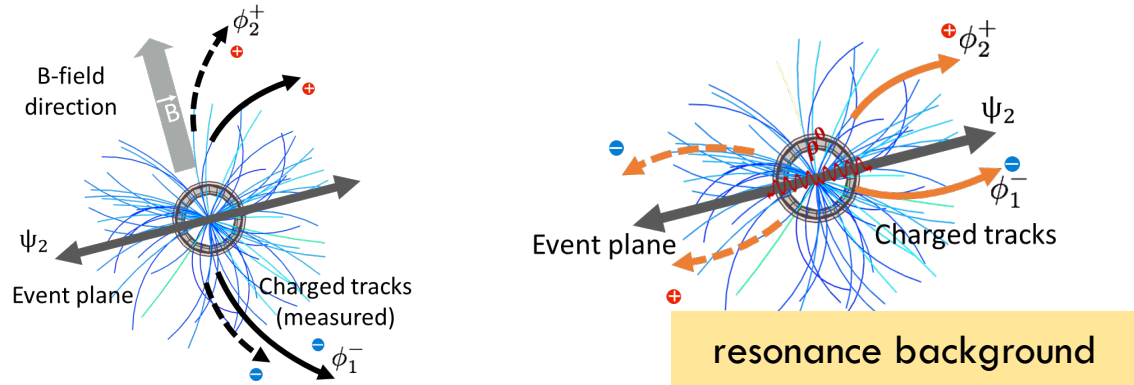 ϕ₂⁺
+
B-field
direction
B⃗
+
Ψ₂
Event plane
Charged tracks
(measured)
−
ϕ₁⁻
−
+
ϕ₂⁺
ρ⁰
Ψ₂
−
−
ϕ₁⁻
Event plane
Charged tracks
+
resonance background